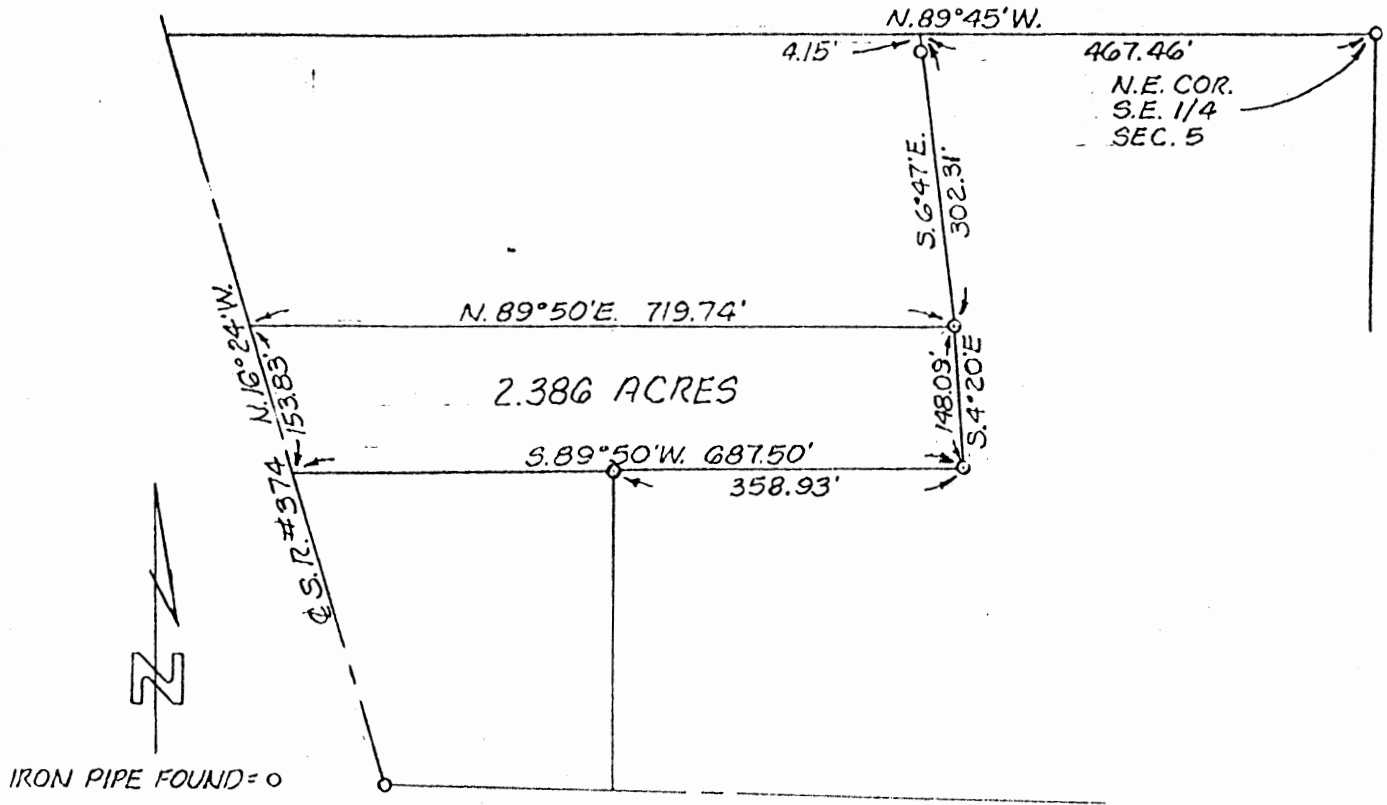 N.89°45'W.
4.15'
467.46'
N.E. COR.
S.E. 1/4
SEC. 5
S.6°47'E.
302.31'
N.89°50'E. 719.74'
N.16°24'W.
153.83'
2.386 ACRES
148.09'
S.4°20'E
S.89°50'W. 687.50'
358.93'
℄ S.R. #374
N
IRON PIPE FOUND=O